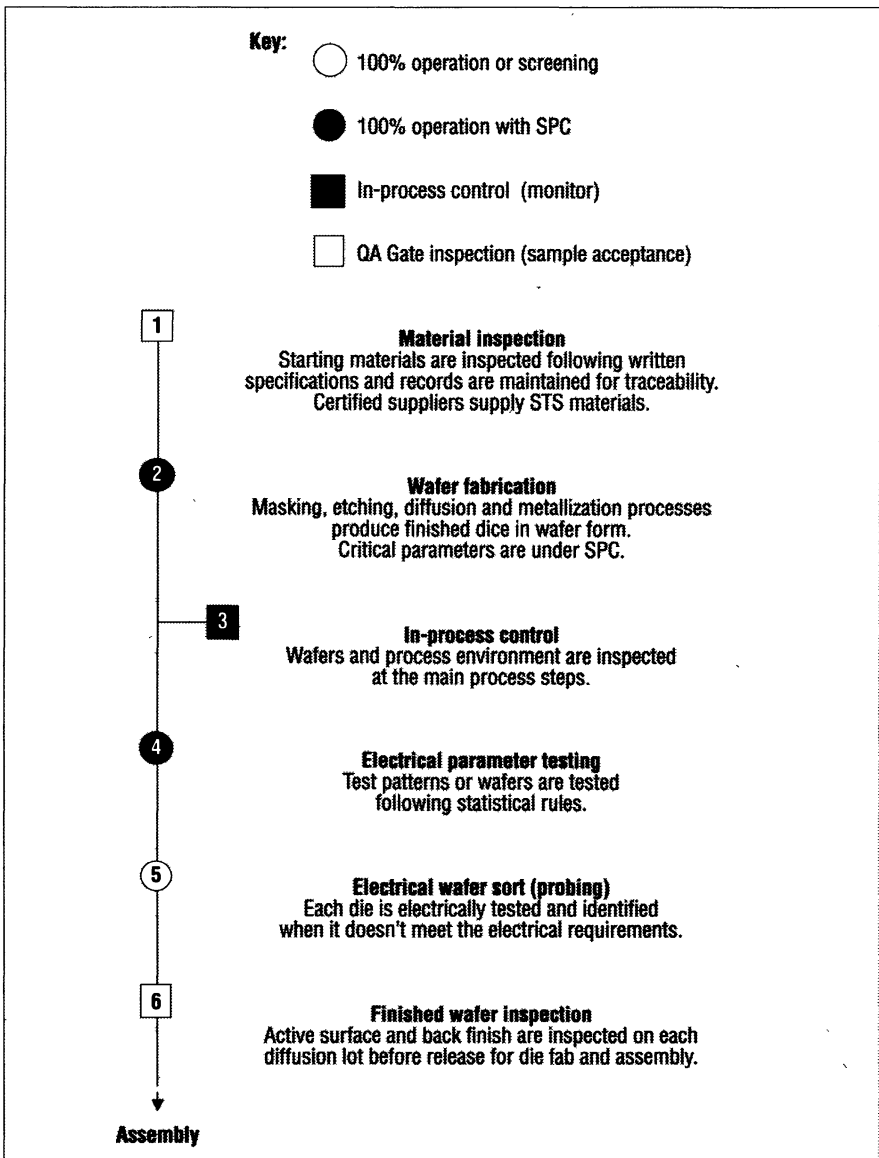 Key:
100% operation or screening
100% operation with SPC
In-process control (monitor)
QA Gate inspection (sample acceptance)
1
Material inspection
Starting materials are inspected following written
specifications and records are maintained for traceability.
Certified suppliers supply STS materials.
2
Wafer fabrication
Masking, etching, diffusion and metallization processes
produce finished dice in wafer form.
Critical parameters are under SPC.
3
In-process control
Wafers and process environment are inspected
at the main process steps.
4
Electrical parameter testing
Test patterns or wafers are tested
following statistical rules.
5
Electrical wafer sort (probing)
Each die is electrically tested and identified
when it doesn't meet the electrical requirements.
6
Finished wafer inspection
Active surface and back finish are inspected on each
diffusion lot before release for die fab and assembly.
Assembly